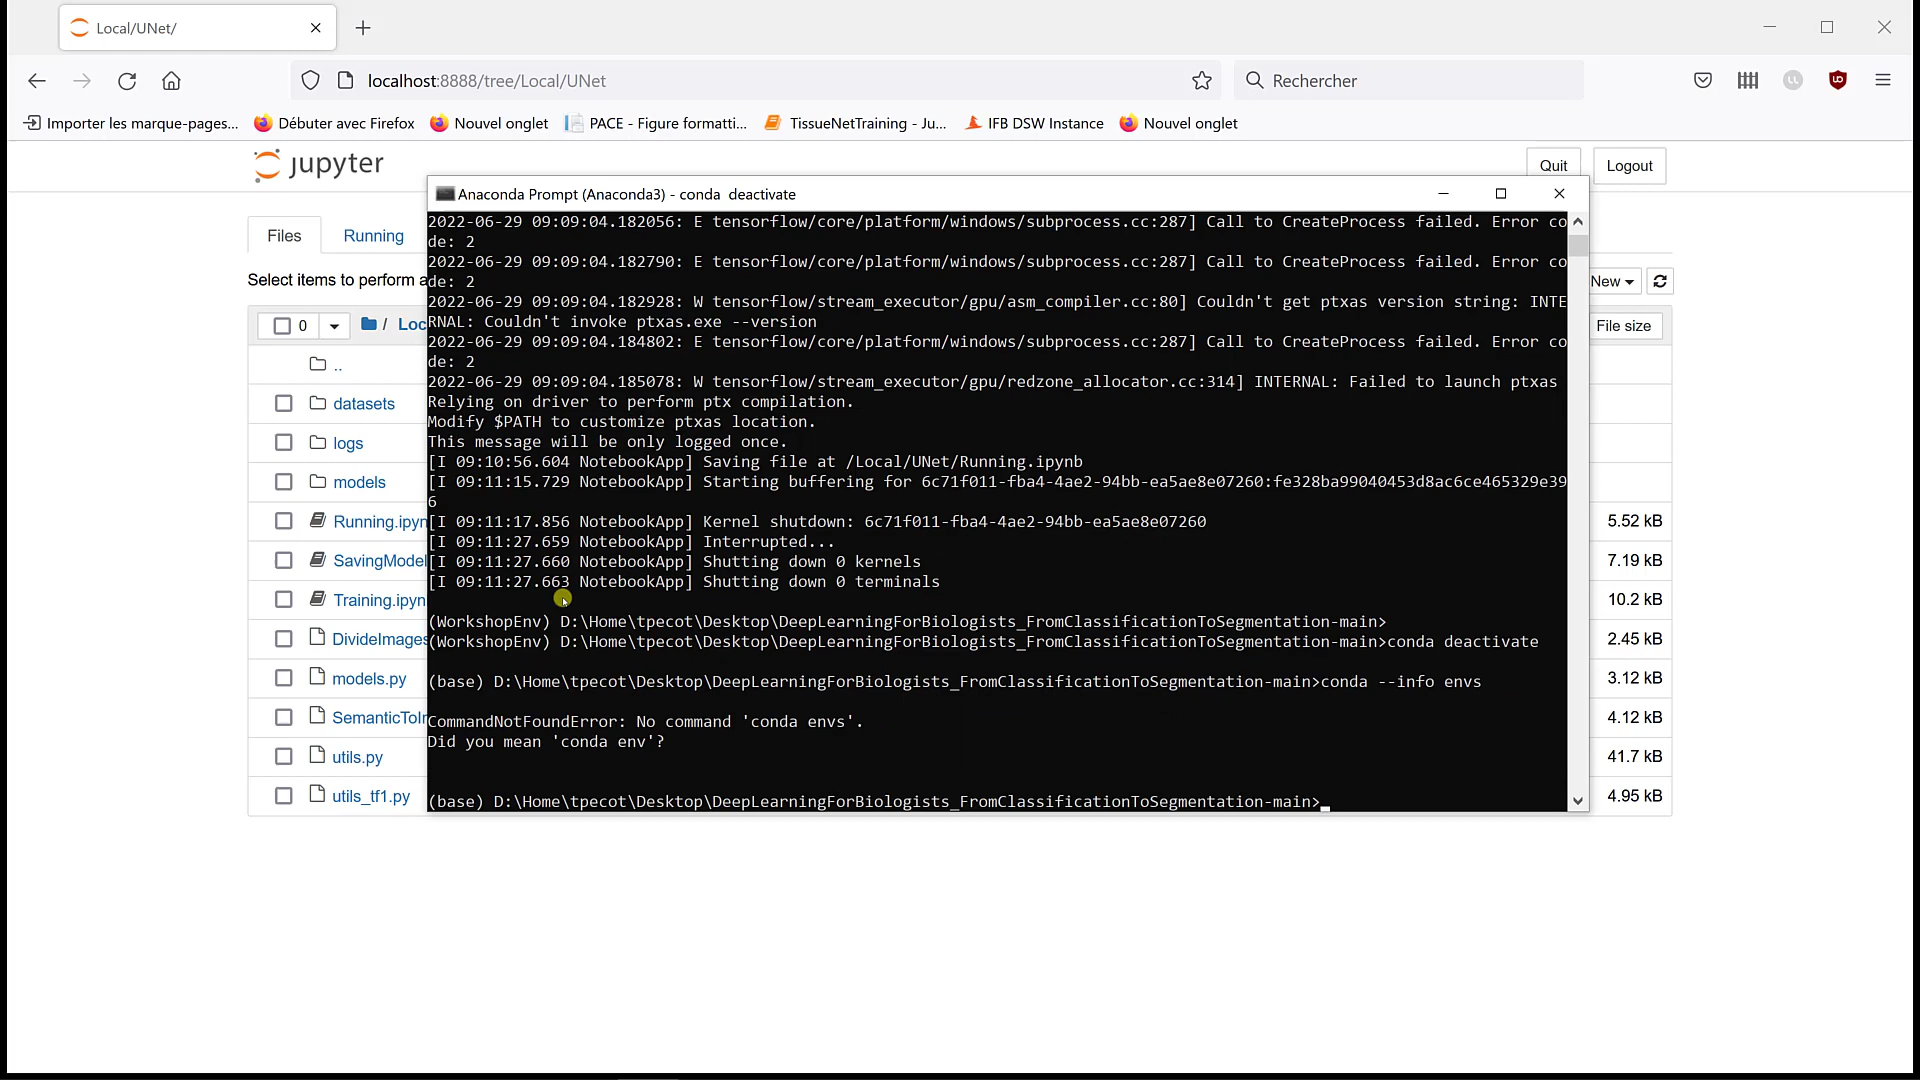 Local/UNet/
localhost:8888/tree/Local/UNet
Rechercher
Importer les marque-pages...
Débuter avec Firefox
Nouvel onglet
PACE - Figure formatti...
TissueNetTraining - Ju...
IFB DSW Instance
Nouvel onglet
jupyter
Quit
Logout
Files
Running
Select items to perform a
New
0
/
Loc
File size
..
datasets
logs
models
Running.ipyn
5.52 kB
SavingModel
7.19 kB
Training.ipyn
10.2 kB
DivideImages
2.45 kB
models.py
3.12 kB
SemanticToIn
4.12 kB
utils.py
41.7 kB
utils_tf1.py
4.95 kB
Anaconda Prompt (Anaconda3) - conda  deactivate
2022-06-29 09:09:04.182056: E tensorflow/core/platform/windows/subprocess.cc:287] Call to CreateProcess failed. Error co
de: 2
2022-06-29 09:09:04.182790: E tensorflow/core/platform/windows/subprocess.cc:287] Call to CreateProcess failed. Error co
de: 2
2022-06-29 09:09:04.182928: W tensorflow/stream_executor/gpu/asm_compiler.cc:80] Couldn't get ptxas version string: INTE
RNAL: Couldn't invoke ptxas.exe --version
2022-06-29 09:09:04.184802: E tensorflow/core/platform/windows/subprocess.cc:287] Call to CreateProcess failed. Error co
de: 2
2022-06-29 09:09:04.185078: W tensorflow/stream_executor/gpu/redzone_allocator.cc:314] INTERNAL: Failed to launch ptxas
Relying on driver to perform ptx compilation.
Modify $PATH to customize ptxas location.
This message will be only logged once.
[I 09:10:56.604 NotebookApp] Saving file at /Local/UNet/Running.ipynb
[I 09:11:15.729 NotebookApp] Starting buffering for 6c71f011-fba4-4ae2-94bb-ea5ae8e07260:fe328ba99040453d8ac6ce465329e39
6
[I 09:11:17.856 NotebookApp] Kernel shutdown: 6c71f011-fba4-4ae2-94bb-ea5ae8e07260
[I 09:11:27.659 NotebookApp] Interrupted...
[I 09:11:27.660 NotebookApp] Shutting down 0 kernels
[I 09:11:27.663 NotebookApp] Shutting down 0 terminals
(WorkshopEnv) D:\Home\tpecot\Desktop\DeepLearningForBiologists_FromClassificationToSegmentation-main>
(WorkshopEnv) D:\Home\tpecot\Desktop\DeepLearningForBiologists_FromClassificationToSegmentation-main>conda deactivate
(base) D:\Home\tpecot\Desktop\DeepLearningForBiologists_FromClassificationToSegmentation-main>conda --info envs
CommandNotFoundError: No command 'conda envs'.
Did you mean 'conda env'?
(base) D:\Home\tpecot\Desktop\DeepLearningForBiologists_FromClassificationToSegmentation-main>